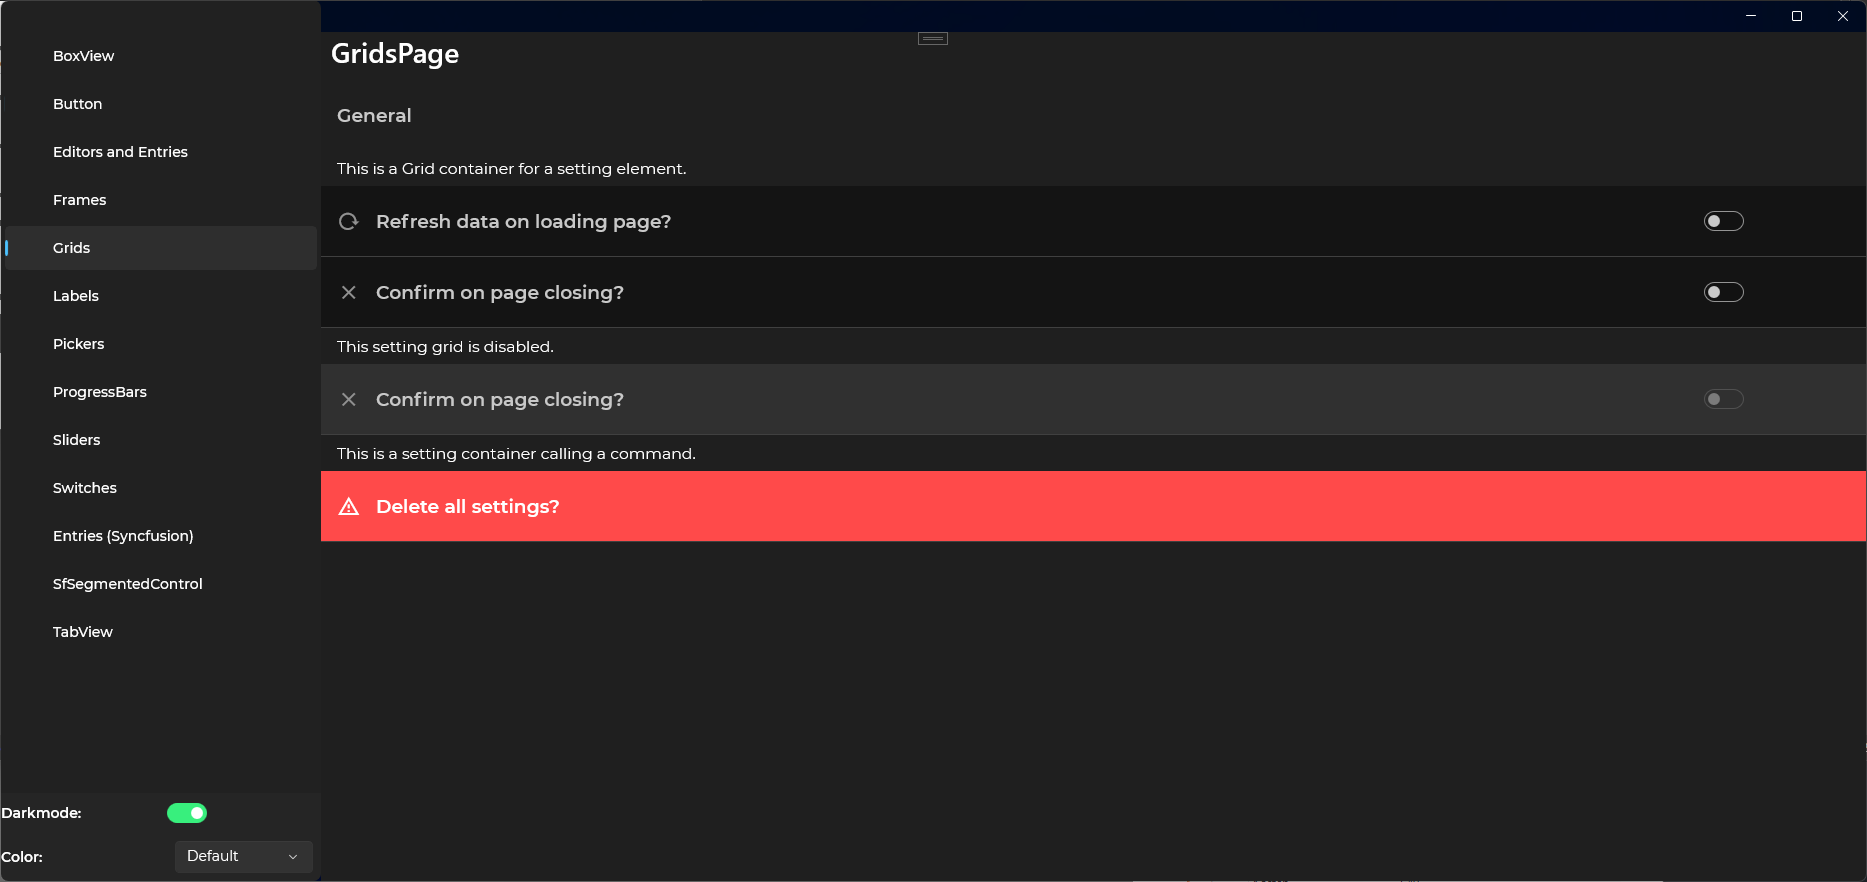 BoxView
Button
Editors and Entries
Frames
Grids
Labels
Pickers
ProgressBars
Sliders
Switches
Entries (Syncfusion)
SfSegmentedControl
TabView
Darkmode:
Color:
Default
GridsPage
General
This is a Grid container for a setting element.
Refresh data on loading page?
Confirm on page closing?
This setting grid is disabled.
Confirm on page closing?
This is a setting container calling a command.
Delete all settings?